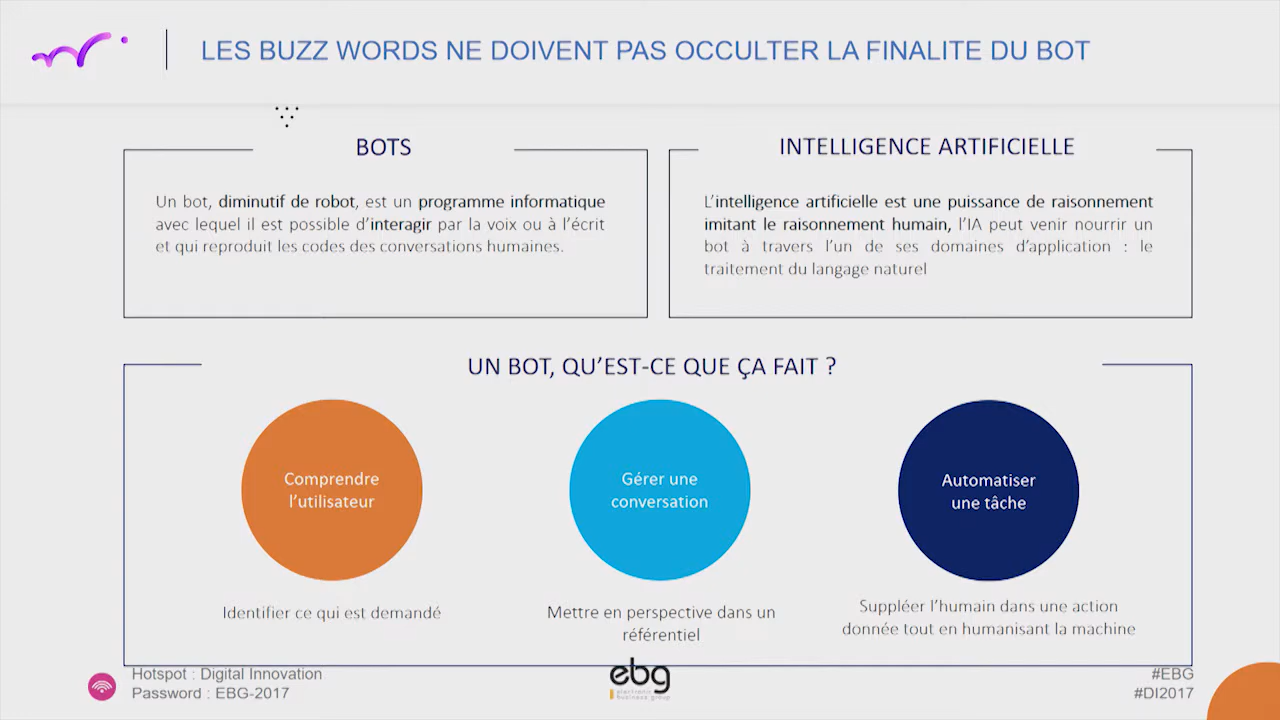 LES BUZZ WORDS NE DOIVENT PAS OCCULTER LA FINALITE DU BOT
BOTS
Un bot, diminutif de robot, est un programme informatique
avec lequel il est possible d'interagir par la voix ou à l'écrit
et qui reproduit les codes des conversations humaines.
INTELLIGENCE ARTIFICIELLE
L'intelligence artificielle est une puissance de raisonnement
imitant le raisonnement humain, l'IA peut venir nourrir un
bot à travers l'un de ses domaines d'application : le
traitement du langage naturel
UN BOT, QU'EST-CE QUE ÇA FAIT ?
Comprendre
l'utilisateur
Identifier ce qui est demandé
Gérer une
conversation
Mettre en perspective dans un
référentiel
Automatiser
une tâche
Suppléer l'humain dans une action
donnée tout en humanisant la machine
Hotspot : Digital Innovation
Password : EBG-2017
ebg
electronic
business group
#EBG
#DI2017